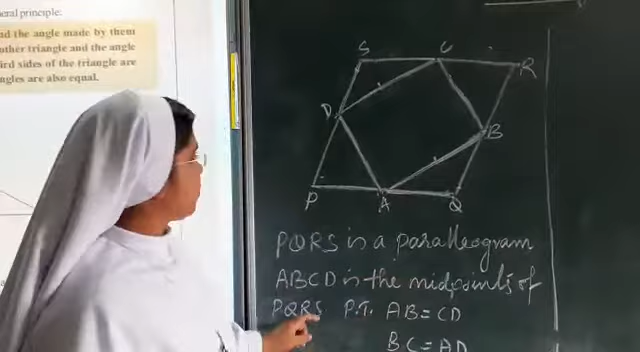 eral principle:
nd the angle made by them
other triangle and the angle
ird sides of the triangle are
ngles are also equal.
S C R
D B
P A Q
PQRS is a paralleogram
ABCD is the midpoints of
PQRS P.T. AB=CD
BC=AD